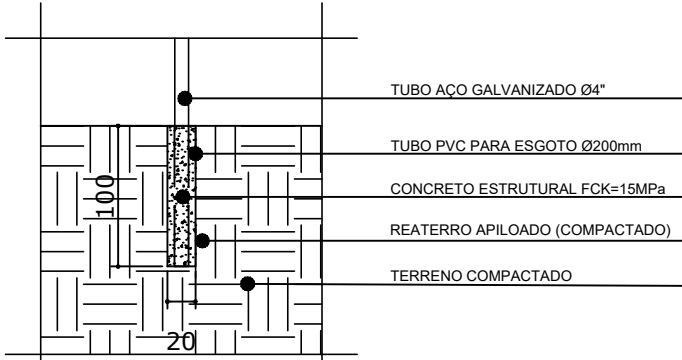 TUBO AÇO GALVANIZADO Ø4"
TUBO PVC PARA ESGOTO Ø200mm
CONCRETO ESTRUTURAL FCK=15MPa
REATERRO APILOADO (COMPACTADO)
TERRENO COMPACTADO
100
20